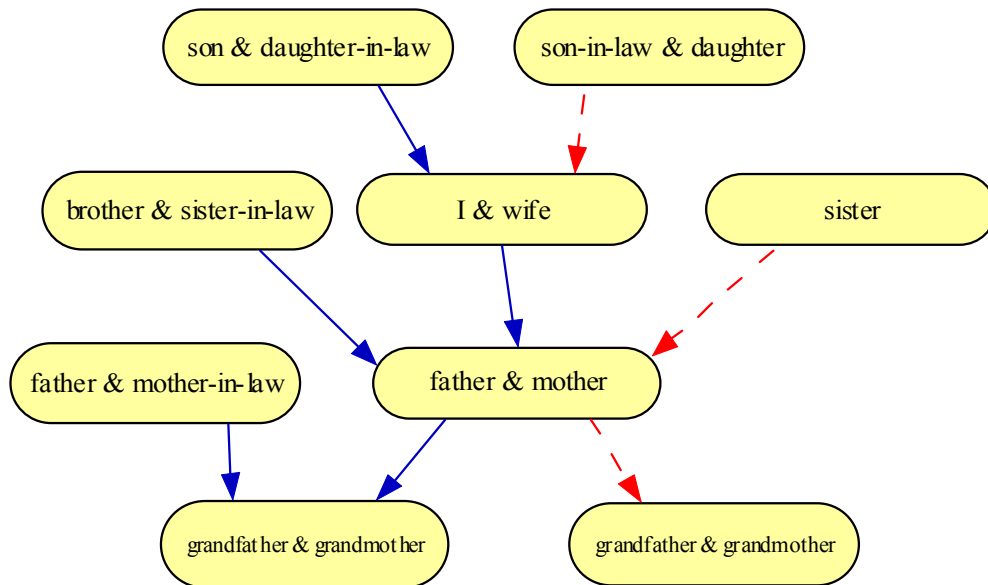 son & daughter-in-law
son-in-law & daughter
brother & sister-in-law
I & wife
sister
father & mother-in-law
father & mother
grandfather & grandmother
grandfather & grandmother